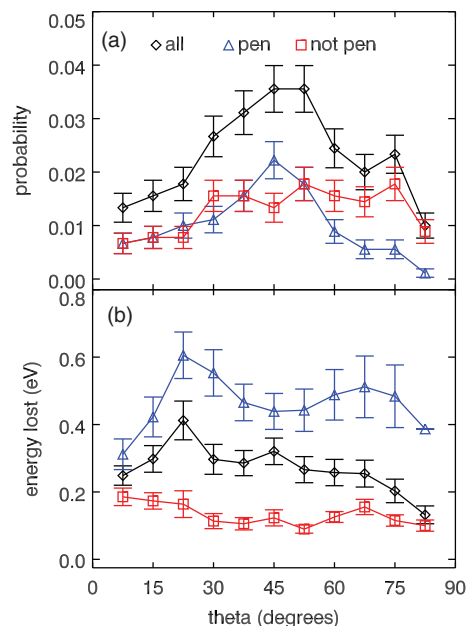 0.05
(a)
all
pen
not pen
0.04
0.03
0.02
0.01
0.00
probability
0.8
(b)
0.6
0.4
0.2
0.0
energy lost (eV)
0 15 30 45 60 75 90
theta (degrees)